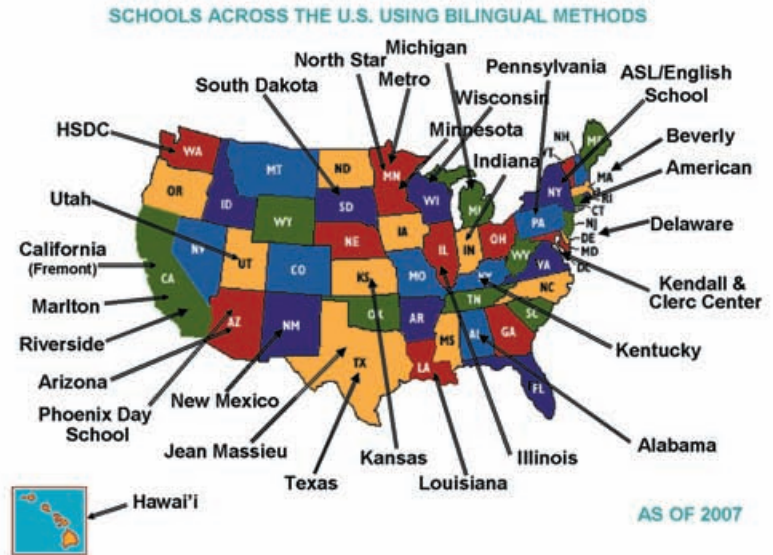 SCHOOLS ACROSS THE U.S. USING BILINGUAL METHODS
Michigan
North Star
Metro
Pennsylvania
ASL/English
School
South Dakota
Wisconsin
Minnesota
HSDC
Indiana
Beverly
American
Utah
Delaware
California
(Fremont)
Kendall &
Clerc Center
Marlton
Riverside
Kentucky
Arizona
New Mexico
Phoenix Day
School
Jean Massieu
Kansas
Illinois
Alabama
Texas
Louisiana
Hawai'i
AS OF 2007
WA
MT
ND
MN
NH
VT
ME
MA
RI
CT
NJ
DE
MD
DC
OR
ID
SD
WI
MI
NY
WY
IA
PA
NV
UT
NE
IL
IN
OH
CA
CO
KS
MO
KY
WV
VA
AZ
NM
OK
AR
TN
NC
SC
TX
LA
MS
AL
GA
FL